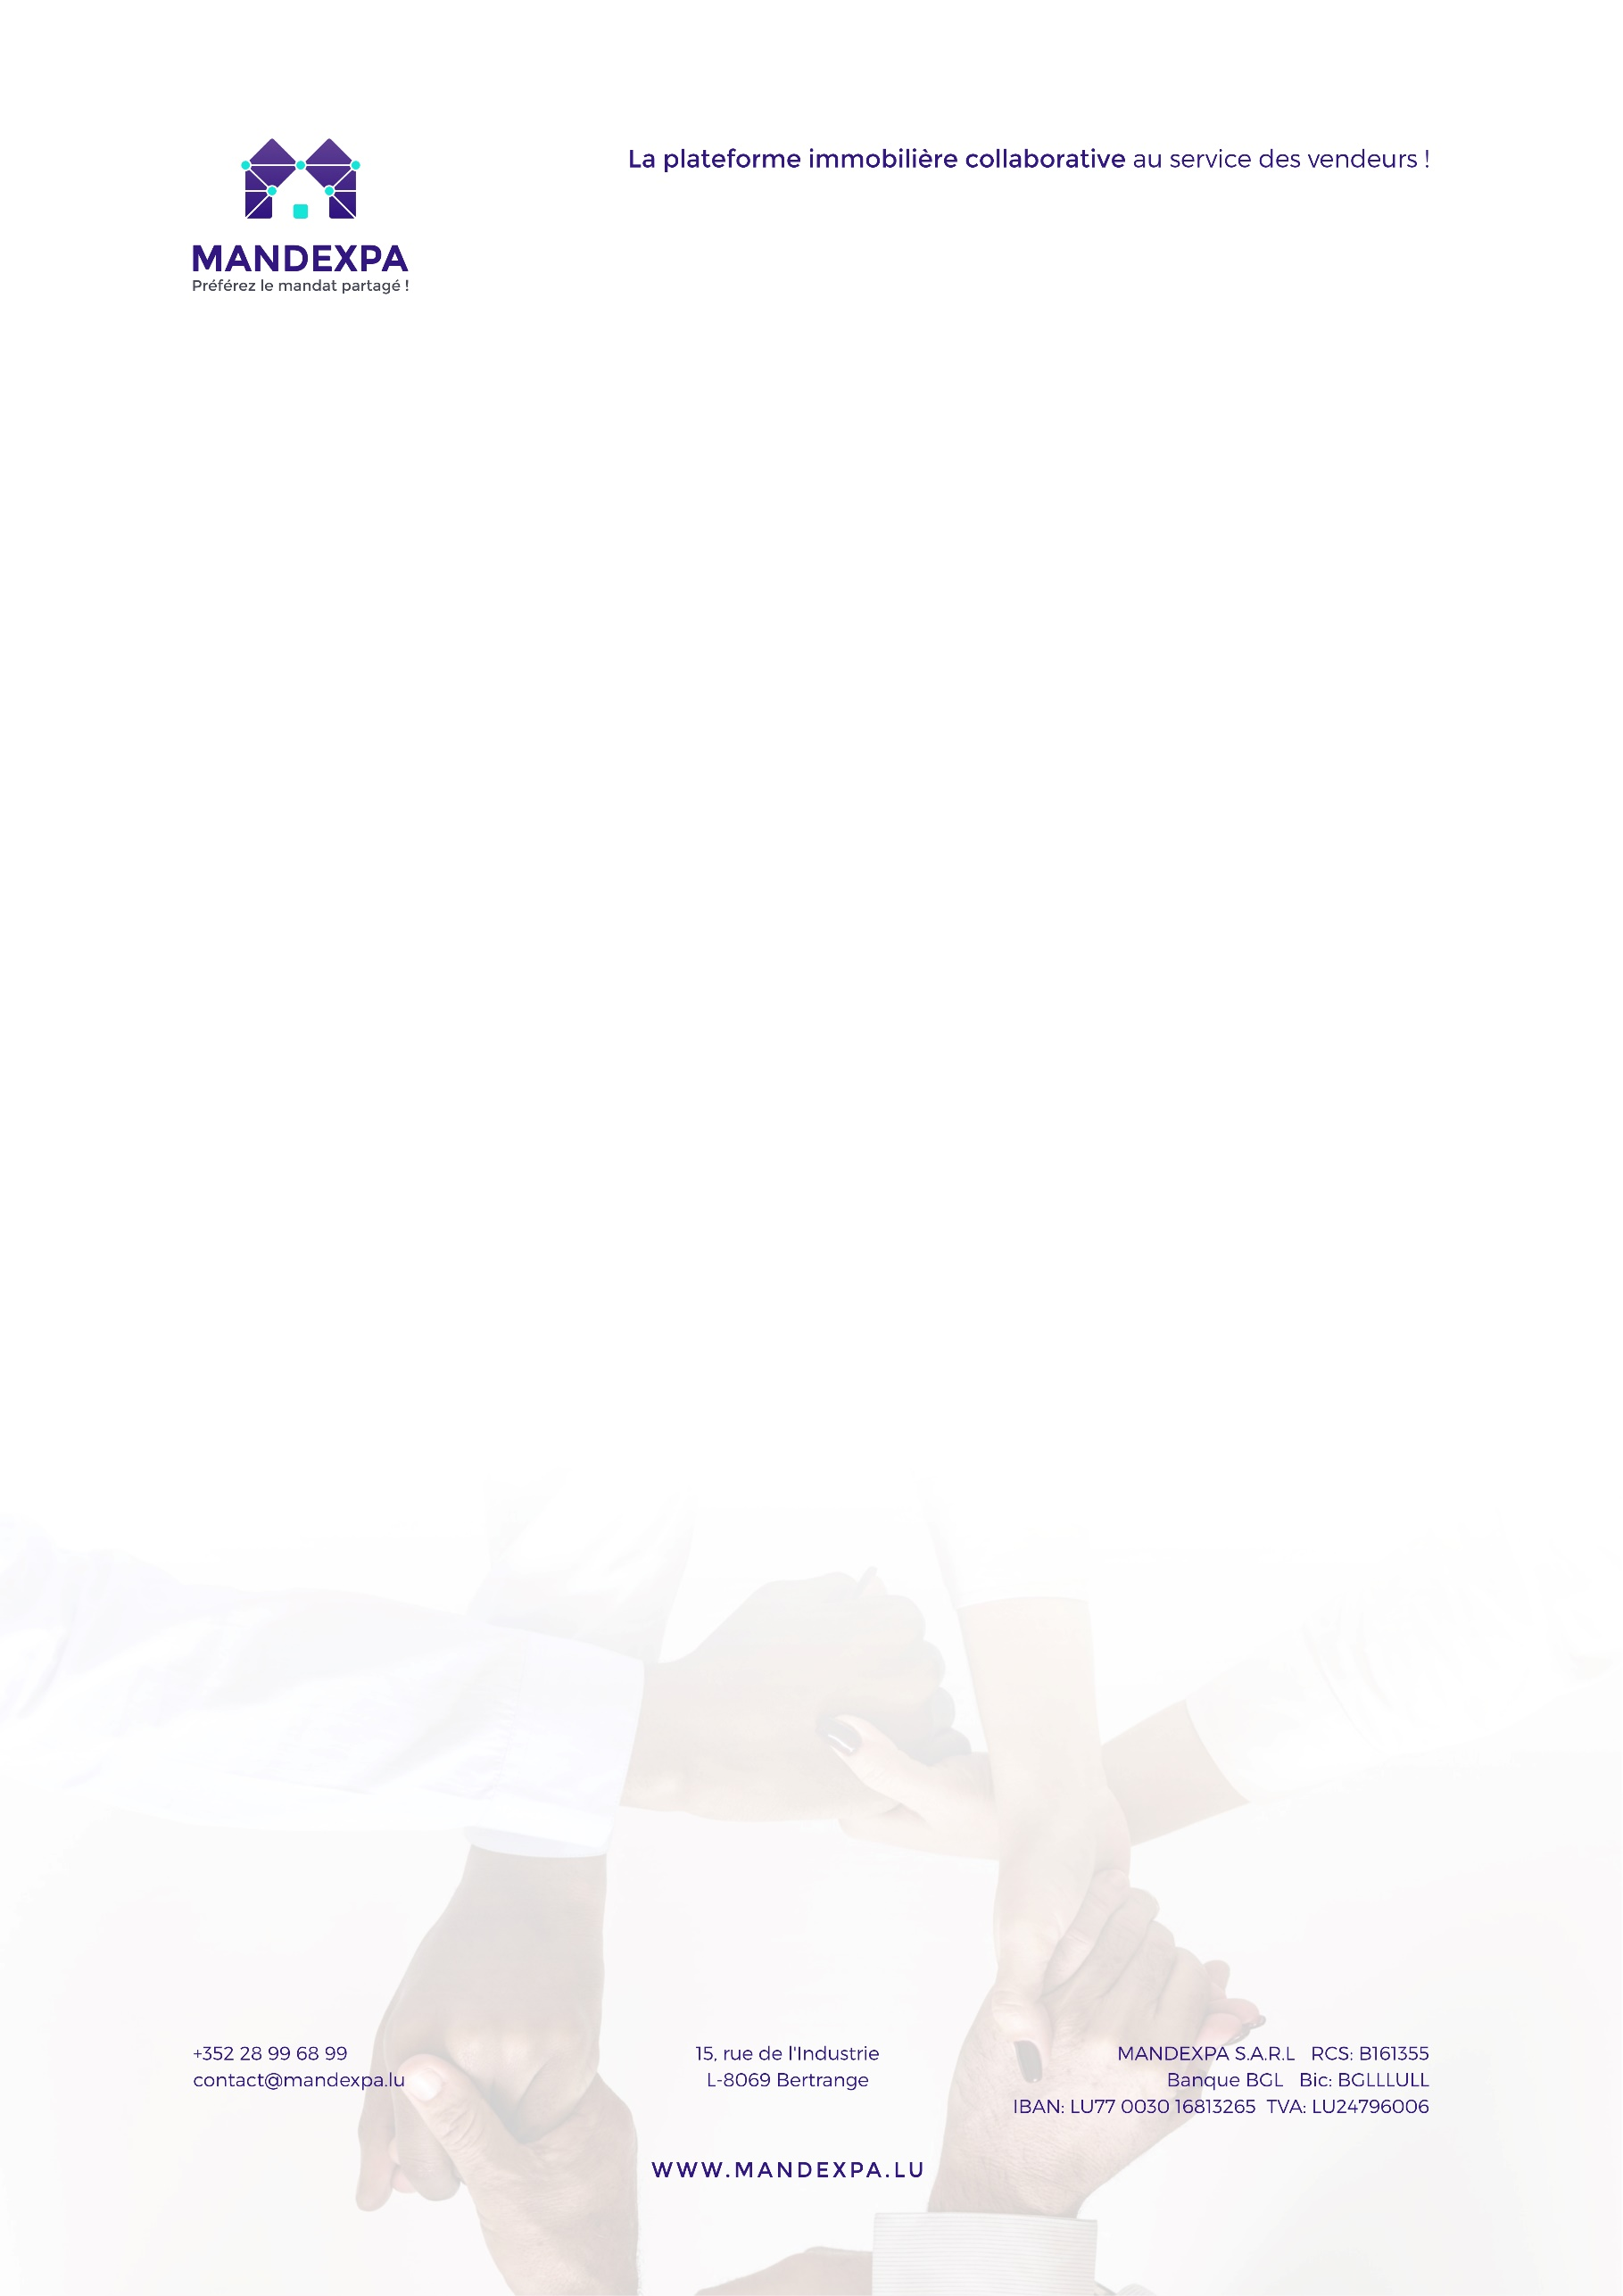 La plateforme immobilière collaborative au service des vendeurs !
MANDEXPA
Préférez le mandat partagé !
+352 28 99 68 99
contact@mandexpa.lu
15, rue de l'Industrie
L-8069 Bertrange
MANDEXPA S.A.R.L RCS: B161355
Banque BGL Bic: BGLLLULL
IBAN: LU77 0030 16813265 TVA: LU24796006
WWW.MANDEXPA.LU